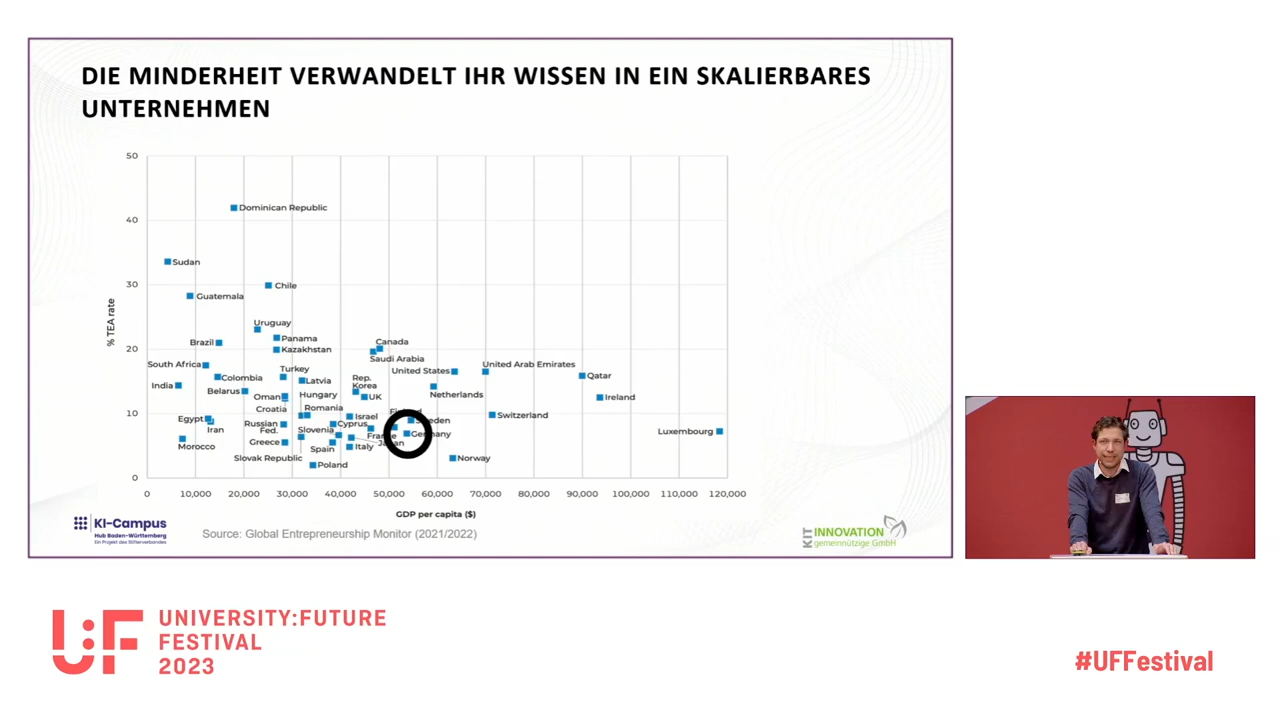 DIE MINDERHEIT VERWANDELT IHR WISSEN IN EIN SKALIERBARES
UNTERNEHMEN
50
40
30
20
10
0
% TEA rate
Dominican Republic
Sudan
Chile
Guatemala
Uruguay
Brazil
Panama
Kazakhstan
Canada
Saudi Arabia
South Africa
Colombia
Turkey
United States
United Arab Emirates
Qatar
India
Belarus
Latvia
Rep.
Korea
Netherlands
Oman
Hungary
UK
Ireland
Croatia
Romania
Israel
Sweden
Switzerland
Egypt
Iran
Russian
Fed.
Cyprus
Slovenia
France
Germany
Luxembourg
Morocco
Greece
Spain
Italy
Japan
Slovak Republic
Poland
Norway
0 10,000 20,000 30,000 40,000 50,000 60,000 70,000 80,000 90,000 100,000 110,000 120,000
GDP per capita ($)
KI-Campus
Hub Baden-Württemberg
Ein Projekt des Stifterverbandes
Source: Global Entrepreneurship Monitor (2021/2022)
KIT INNOVATION
gemeinnützige GmbH
U:F
UNIVERSITY:FUTURE
FESTIVAL
2023
#UFFestival